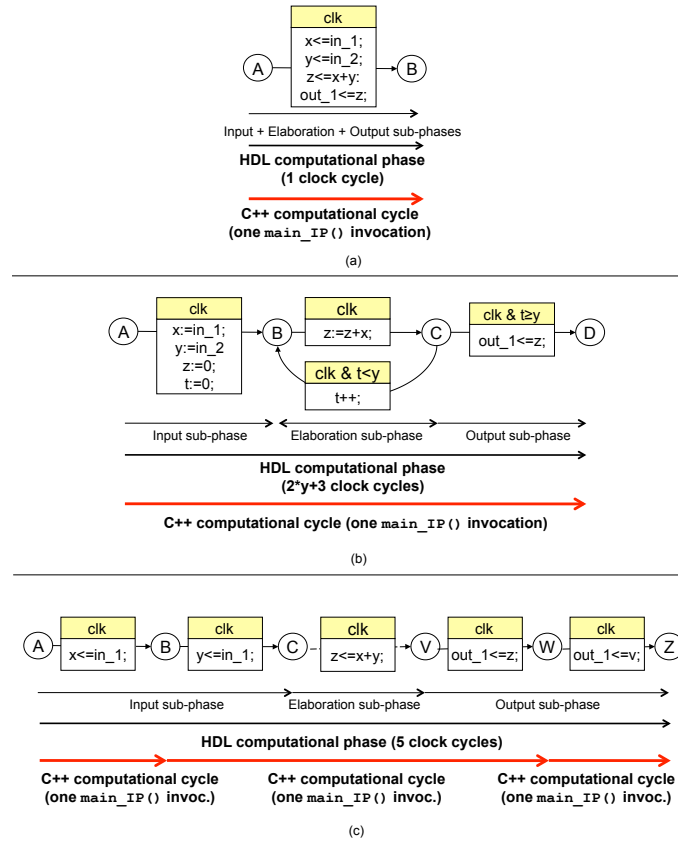 clk
x<=in_1;
y<=in_2;
z<=x+y:
out_1<=z;
A
B
Input + Elaboration + Output sub-phases
HDL computational phase
(1 clock cycle)
C++ computational cycle
(one main_IP() invocation)
(a)
A
clk
x:=in_1;
y:=in_2
z:=0;
t:=0;
B
clk
z:=z+x;
clk & t<y
t++;
C
clk & t≥y
out_1<=z;
D
Input sub-phase
Elaboration sub-phase
Output sub-phase
HDL computational phase
(2*y+3 clock cycles)
C++ computational cycle (one main_IP() invocation)
(b)
A
clk
x<=in_1;
B
clk
y<=in_1;
C
clk
z<=x+y;
V
clk
out_1<=z;
W
clk
out_1<=v;
Z
Input sub-phase
Elaboration sub-phase
Output sub-phase
HDL computational phase (5 clock cycles)
C++ computational cycle
(one main_IP() invoc.)
C++ computational cycle
(one main_IP() invoc.)
C++ computational cycle
(one main_IP() invoc.)
(c)